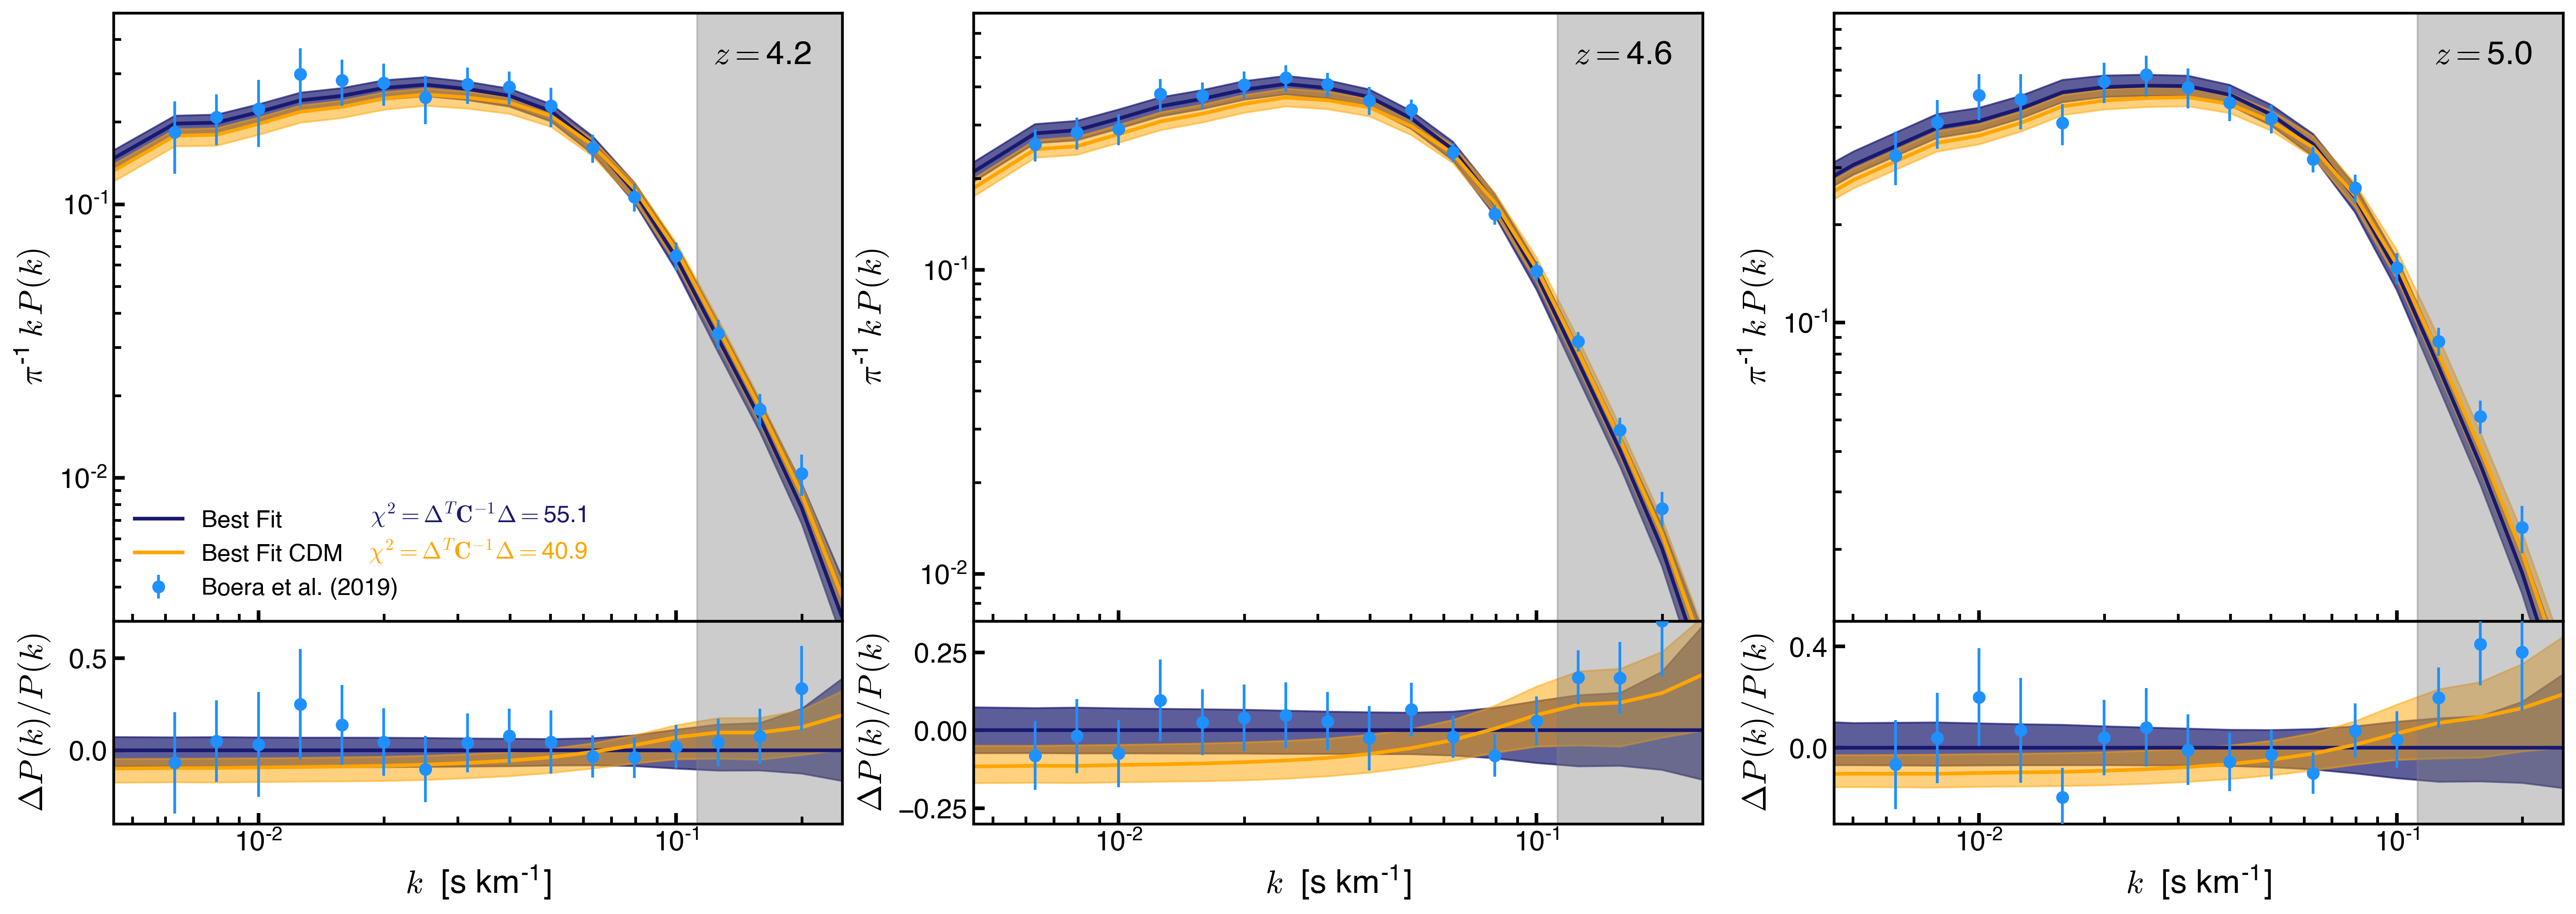 z = 4.2
z = 4.6
z = 5.0
π⁻¹ k P(k)
π⁻¹ k P(k)
π⁻¹ k P(k)
10⁻¹
10⁻²
10⁻¹
10⁻²
10⁻¹
Best Fit
χ² = Δᵀ C⁻¹ Δ = 55.1
Best Fit CDM
χ² = Δᵀ C⁻¹ Δ = 40.9
Boera et al. (2019)
ΔP(k)/P(k)
0.5
0.0
ΔP(k)/P(k)
0.25
0.00
−0.25
ΔP(k)/P(k)
0.4
0.0
10⁻² 10⁻¹
10⁻² 10⁻¹
10⁻² 10⁻¹
k [s km⁻¹]
k [s km⁻¹]
k [s km⁻¹]